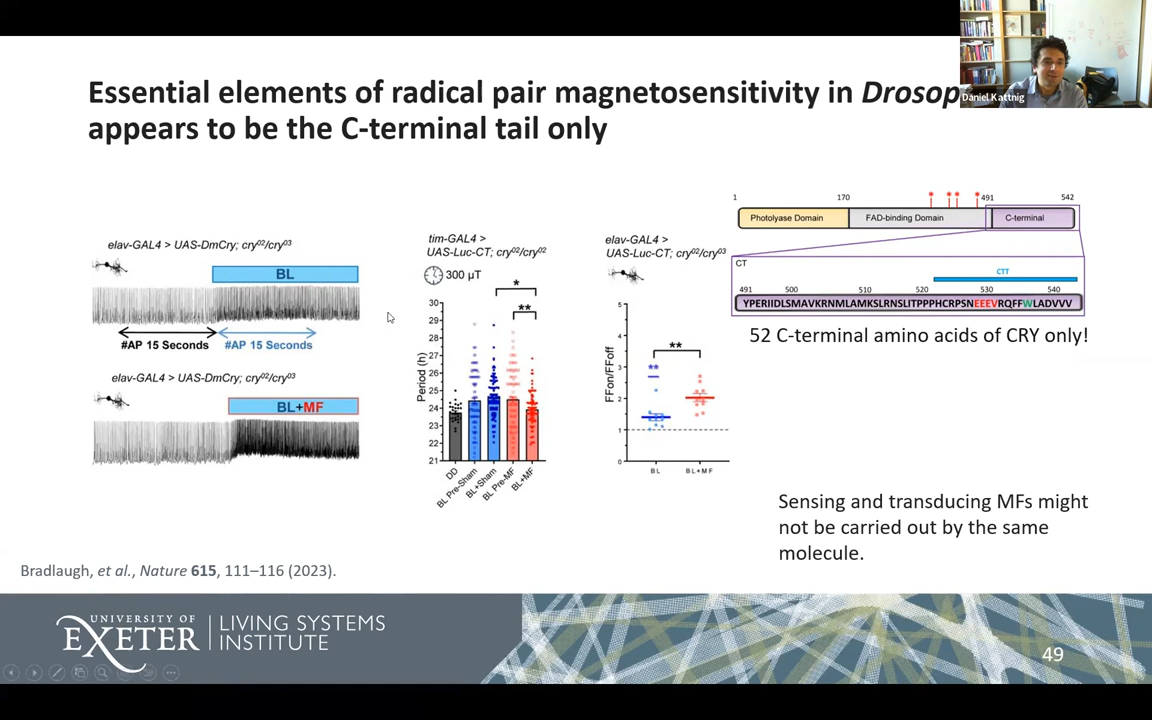 Essential elements of radical pair magnetosensitivity in Drosop
appears to be the C-terminal tail only
Daniel Kattnig
elav-GAL4 > UAS-DmCry; cry02/cry03
BL
#AP 15 Seconds
#AP 15 Seconds
elav-GAL4 > UAS-DmCry; cry02/cry03
BL+MF
tim-GAL4 >
UAS-Luc-CT; cry02/cry02
300 µT
*
**
Period (h)
30
29
28
27
26
25
24
23
22
21
DD
BL Pre-Sham
BL+Sham
BL Pre-MF
BL+MF
elav-GAL4 >
UAS-Luc-CT; cry02/cry03
FFon/FFoff
5
4
3
2
1
0
**
**
BL
BL+MF
1
170
491
542
* * * *
Photolyase Domain
FAD-binding Domain
C-terminal
CT
CTT
491
500
510
520
530
540
YPERIIDLSMAVKRNMLAMKSLRNSLITPPPHCRPSNEEEVRQFFWLADVVV
52 C-terminal amino acids of CRY only!
Sensing and transducing MFs might
not be carried out by the same
molecule.
Bradlaugh, et al., Nature 615, 111–116 (2023).
UNIVERSITY OF
EXETER
LIVING SYSTEMS
INSTITUTE
49